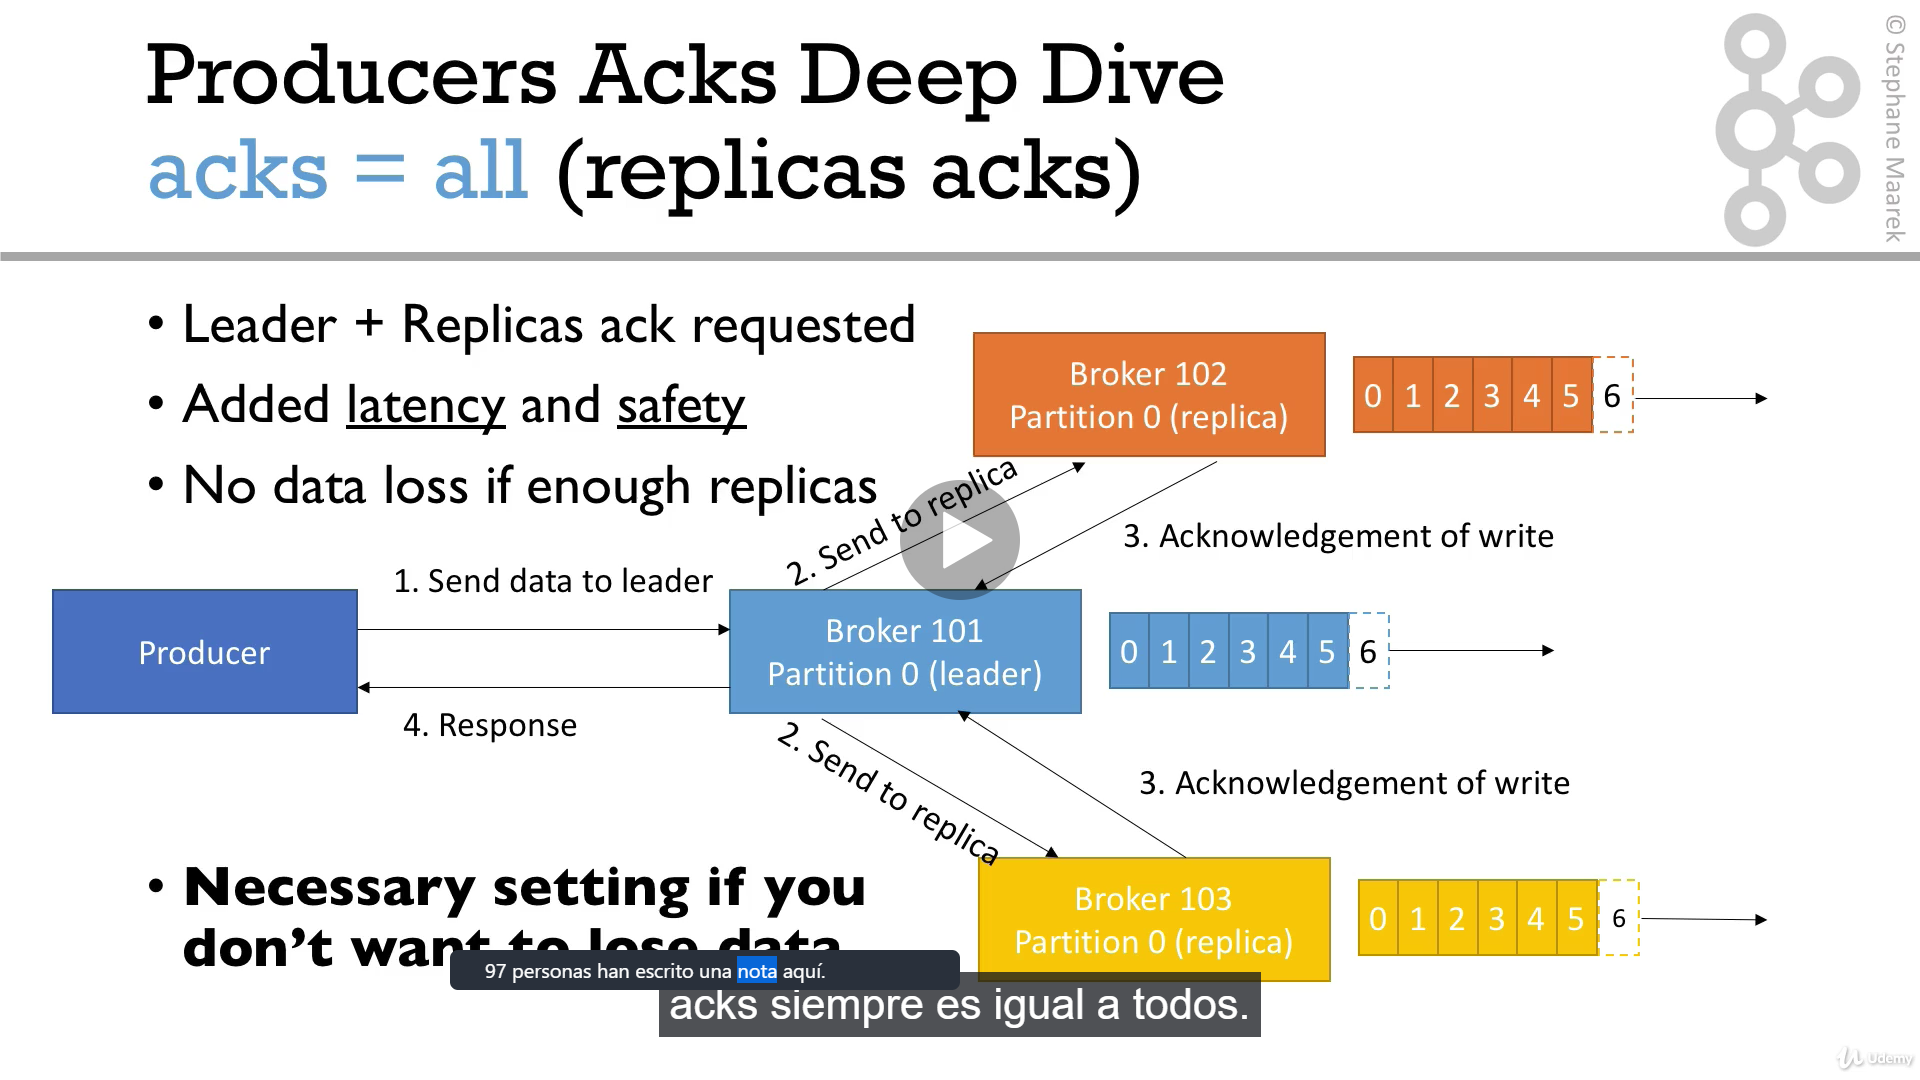 Producers Acks Deep Dive
acks = all (replicas acks)
© Stephane Maarek
• Leader + Replicas ack requested
• Added latency and safety
• No data loss if enough replicas
Broker 102
Partition 0 (replica)
0 1 2 3 4 5 6
2. Send to replica
3. Acknowledgement of write
1. Send data to leader
Producer
Broker 101
Partition 0 (leader)
0 1 2 3 4 5 6
4. Response
2. Send to replica
3. Acknowledgement of write
• Necessary setting if you
don't want to lose data
Broker 103
Partition 0 (replica)
0 1 2 3 4 5 6
97 personas han escrito una nota aquí.
acks siempre es igual a todos.
Udemy